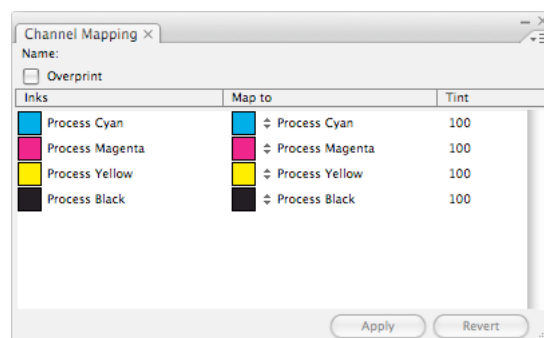 Channel Mapping
Name:
Overprint
Inks Map to Tint
Process Cyan Process Cyan 100
Process Magenta Process Magenta 100
Process Yellow Process Yellow 100
Process Black Process Black 100
Apply Revert